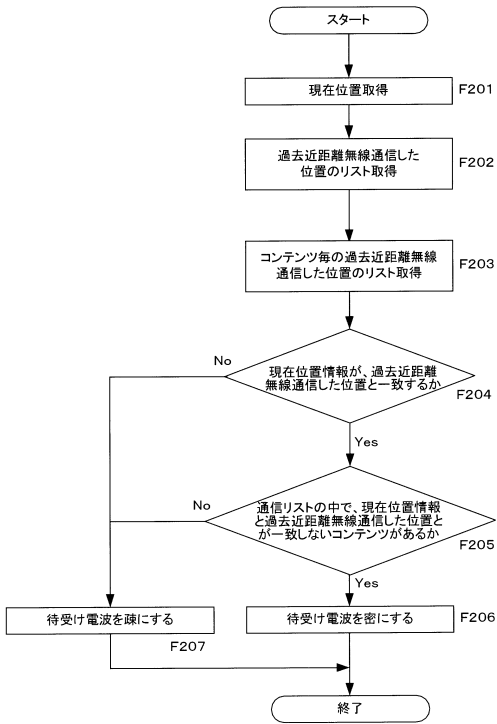 スタート
現在位置取得
F201
過去近距離無線通信した
位置のリスト取得
F202
コンテンツ毎の過去近距離無線
通信した位置のリスト取得
F203
No
現在位置情報が、過去近距離
無線通信した位置と一致するか
F204
Yes
No
通信リストの中で、現在位置情報
と過去近距離無線通信した位置と
が一致しないコンテンツがあるか
F205
Yes
待受け電波を疎にする
F207
待受け電波を密にする
F206
終了